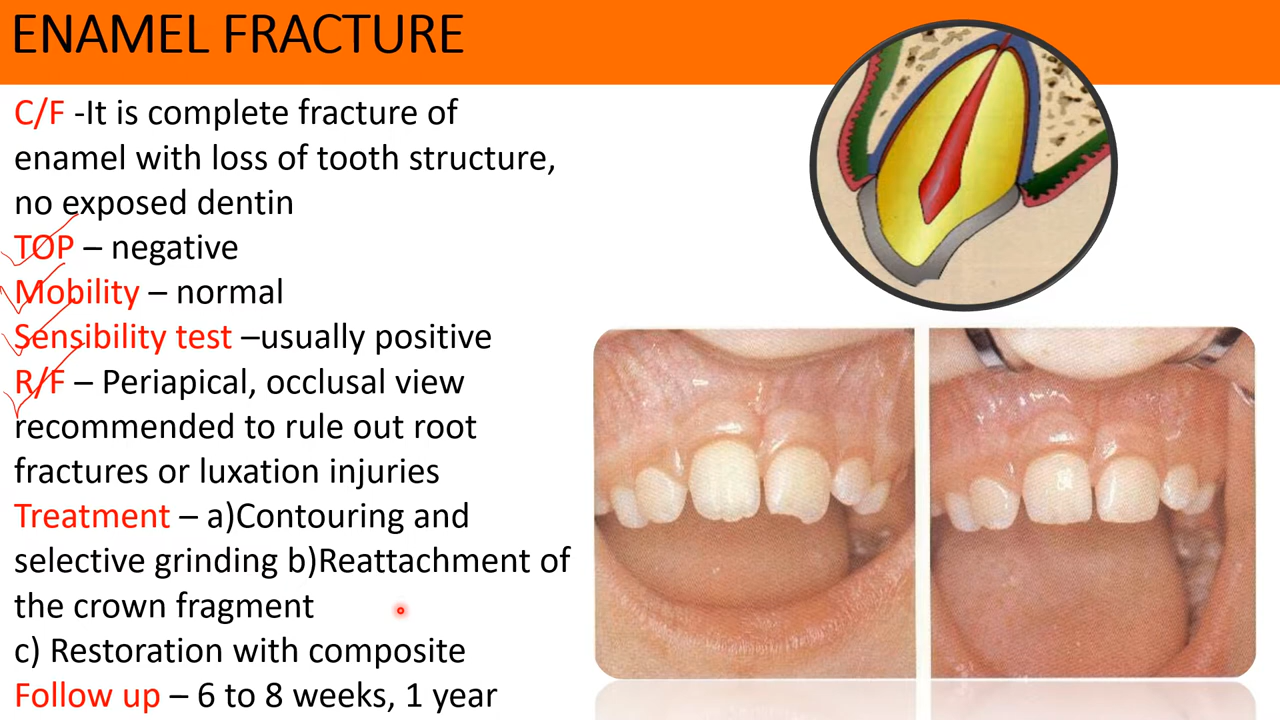 ENAMEL FRACTURE
C/F -It is complete fracture of
enamel with loss of tooth structure,
no exposed dentin
TOP – negative
Mobility – normal
Sensibility test –usually positive
R/F – Periapical, occlusal view
recommended to rule out root
fractures or luxation injuries
Treatment – a)Contouring and
selective grinding b)Reattachment of
the crown fragment
c) Restoration with composite
Follow up – 6 to 8 weeks, 1 year